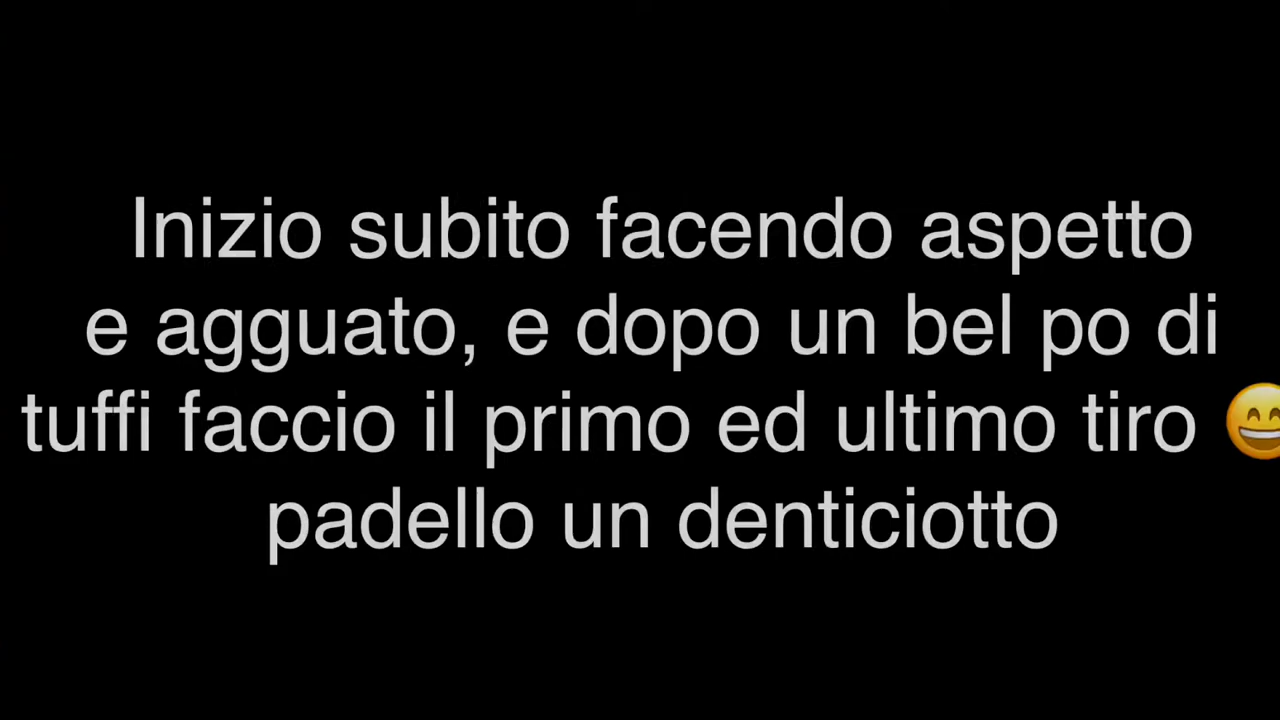 Inizio subito facendo aspetto
e agguato, e dopo un bel po di
tuffi faccio il primo ed ultimo tiro 😄
padello un denticiotto